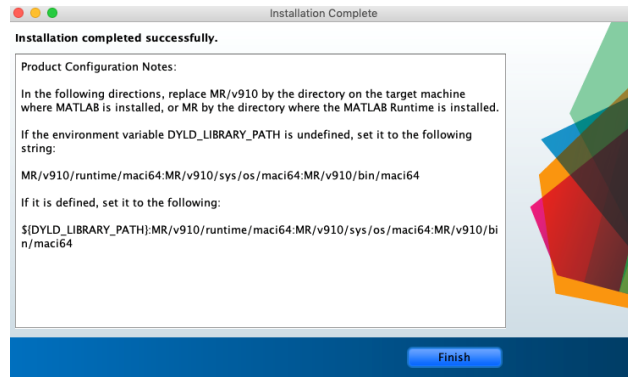 Installation Complete
Installation completed successfully.
Product Configuration Notes:
In the following directions, replace MR/v910 by the directory on the target machine
where MATLAB is installed, or MR by the directory where the MATLAB Runtime is installed.
If the environment variable DYLD_LIBRARY_PATH is undefined, set it to the following
string:
MR/v910/runtime/maci64:MR/v910/sys/os/maci64:MR/v910/bin/maci64
If it is defined, set it to the following:
${DYLD_LIBRARY_PATH}:MR/v910/runtime/maci64:MR/v910/sys/os/maci64:MR/v910/bi
n/maci64
Finish